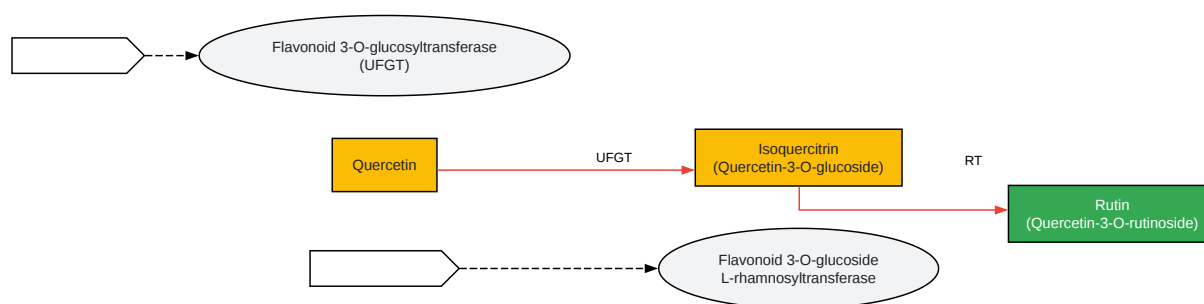 Flavonoid 3-O-glucosyltransferase
(UFGT)
Quercetin
UFGT
Isoquercitrin
(Quercetin-3-O-glucoside)
RT
Rutin
(Quercetin-3-O-rutinoside)
Flavonoid 3-O-glucoside
L-rhamnosyltransferase